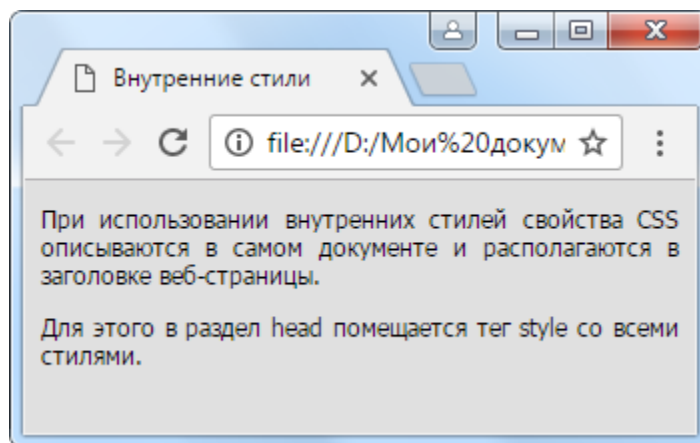 Внутренние стили
file:///D:/Мои%20докум
При использовании внутренних стилей свойства CSS
описываются в самом документе и располагаются в
заголовке веб-страницы.
Для этого в раздел head помещается тег style со всеми
стилями.